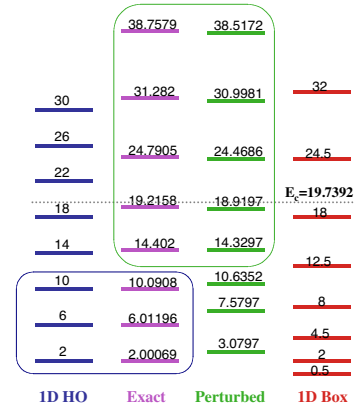 38.7579 38.5172
31.282 30.9981 32
30
26 24.7905 24.4686 24.5
22
E_c=19.7392
18 19.2158 18.9197 18
14 14.402 14.3297
12.5
10 10.0908 10.6352
6 6.01196 7.5797 8
4.5
2 2.00069 3.0797 2
0.5
1D HO Exact Perturbed 1D Box